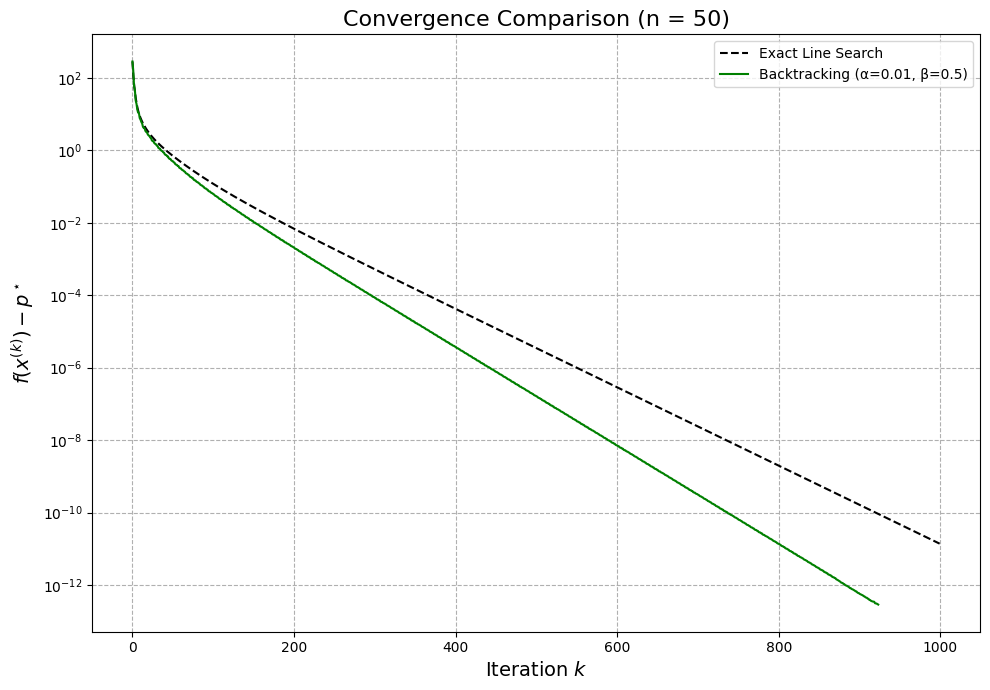 Convergence Comparison (n = 50)
Exact Line Search
Backtracking (α=0.01, β=0.5)
f(x^{(k)}) − p^⋆
10^2
10^0
10^{−2}
10^{−4}
10^{−6}
10^{−8}
10^{−10}
10^{−12}
0 200 400 600 800 1000
Iteration k